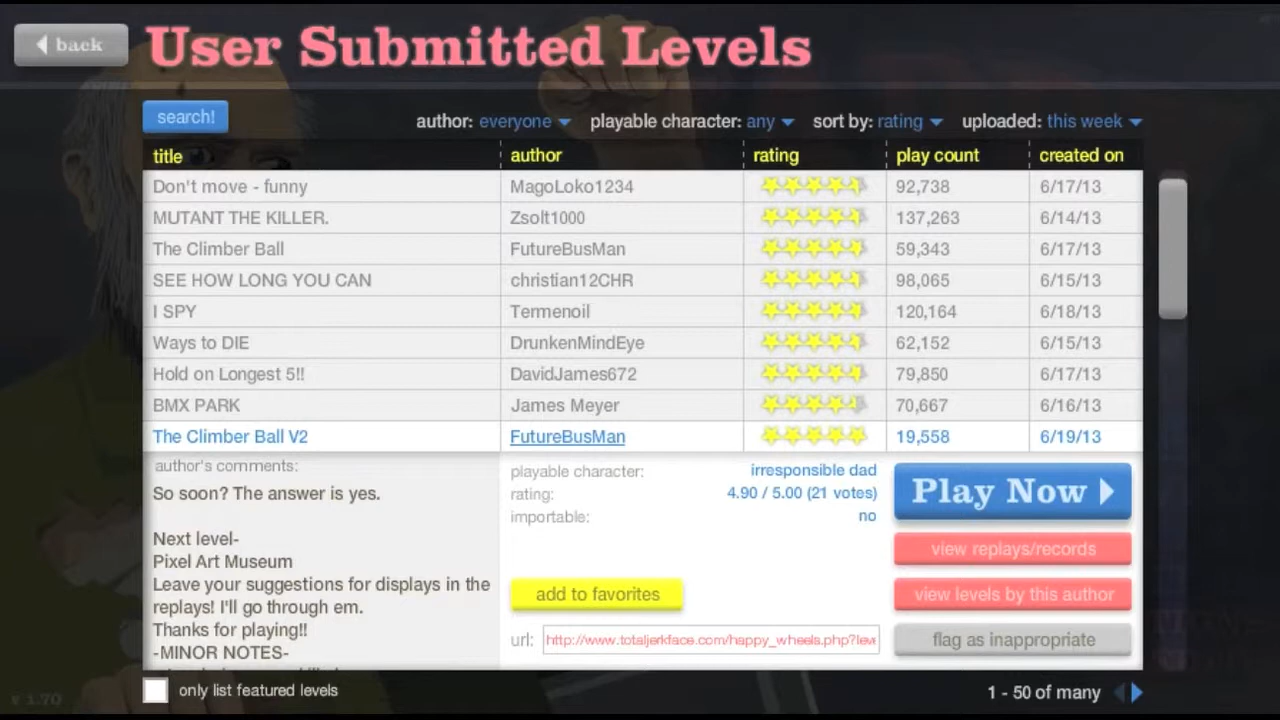 back
User Submitted Levels
search!
author: everyone playable character: any sort by: rating uploaded: this week
title author rating play count created on
Don't move - funny MagoLoko1234 92,738 6/17/13
MUTANT THE KILLER. Zsolt1000 137,263 6/14/13
The Climber Ball FutureBusMan 59,343 6/17/13
SEE HOW LONG YOU CAN christian12CHR 98,065 6/15/13
I SPY Termenoil 120,164 6/18/13
Ways to DIE DrunkenMindEye 62,152 6/15/13
Hold on Longest 5!! DavidJames672 79,850 6/17/13
BMX PARK James Meyer 70,667 6/16/13
The Climber Ball V2 FutureBusMan 19,558 6/19/13
author's comments:
So soon? The answer is yes.
Next level-
Pixel Art Museum
Leave your suggestions for displays in the
replays! I'll go through em.
Thanks for playing!!
-MINOR NOTES-
playable character: irresponsible dad
rating: 4.90 / 5.00 (21 votes)
importable: no
add to favorites
url: http://www.totaljerkface.com/happy_wheels.php?leve
Play Now
view replays/records
view levels by this author
flag as inappropriate
only list featured levels
1 - 50 of many
v 1.70